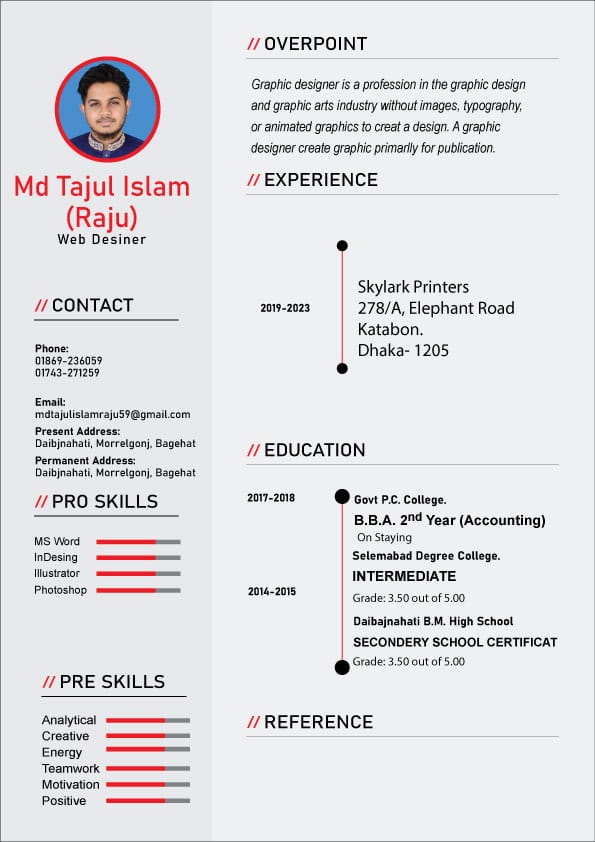 Md Tajul Islam
(Raju)
Web Desiner
// CONTACT
Phone:
01869-236059
01743-271259
Email:
mdtajulislamraju59@gmail.com
Present Address:
Daibjnahati, Morrelgonj, Bagehat
Permanent Address:
Daibjnahati, Morrelgonj, Bagehat
// PRO SKILLS
MS Word
InDesing
Illustrator
Photoshop
// PRE SKILLS
Analytical
Creative
Energy
Teamwork
Motivation
Positive
// OVERPOINT
Graphic designer is a profession in the graphic design
and graphic arts industry without images, typography,
or animated graphics to creat a design. A graphic
designer create graphic primarlly for publication.
// EXPERIENCE
2019-2023
Skylark Printers
278/A, Elephant Road
Katabon.
Dhaka- 1205
// EDUCATION
2017-2018
Govt P.C. College.
B.B.A. 2nd Year (Accounting)
On Staying
Selemabad Degree College.
INTERMEDIATE
2014-2015
Grade: 3.50 out of 5.00
Daibajnahati B.M. High School
SECONDERY SCHOOL CERTIFICAT
Grade: 3.50 out of 5.00
// REFERENCE